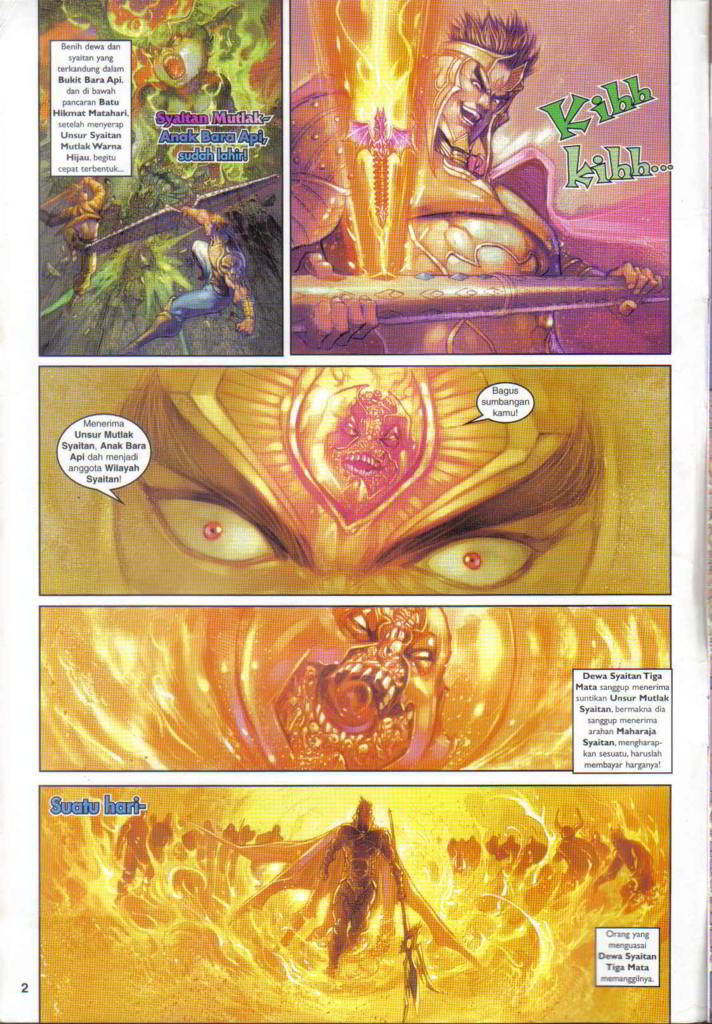 Benih dewa dan
syaitan yang
terkandung dalam
Bukit Bara Api,
dan di bawah
pancaran Batu
Hikmat Matahari,
setelah menyerap
Unsur Syaitan
Mutlak Warna
Hijau, begitu
cepat terbentuk...
Syaitan Mutlak-
Anak Bara Api,
sudah lahir!
Kihh
kihh...
Menerima
Unsur Mutlak
Syaitan, Anak Bara
Api dah menjadi
anggota Wilayah
Syaitan!
Bagus
sumbangan
kamu!
Dewa Syaitan Tiga
Mata sanggup menerima
suntikan Unsur Mutlak
Syaitan, bermakna dia
sanggup menerima
arahan Maharaja
Syaitan, mengharap-
kan sesuatu, haruslah
membayar harganya!
Suatu hari-
Orang yang
menguasai
Dewa Syaitan
Tiga Mata
memanggilnya.
2